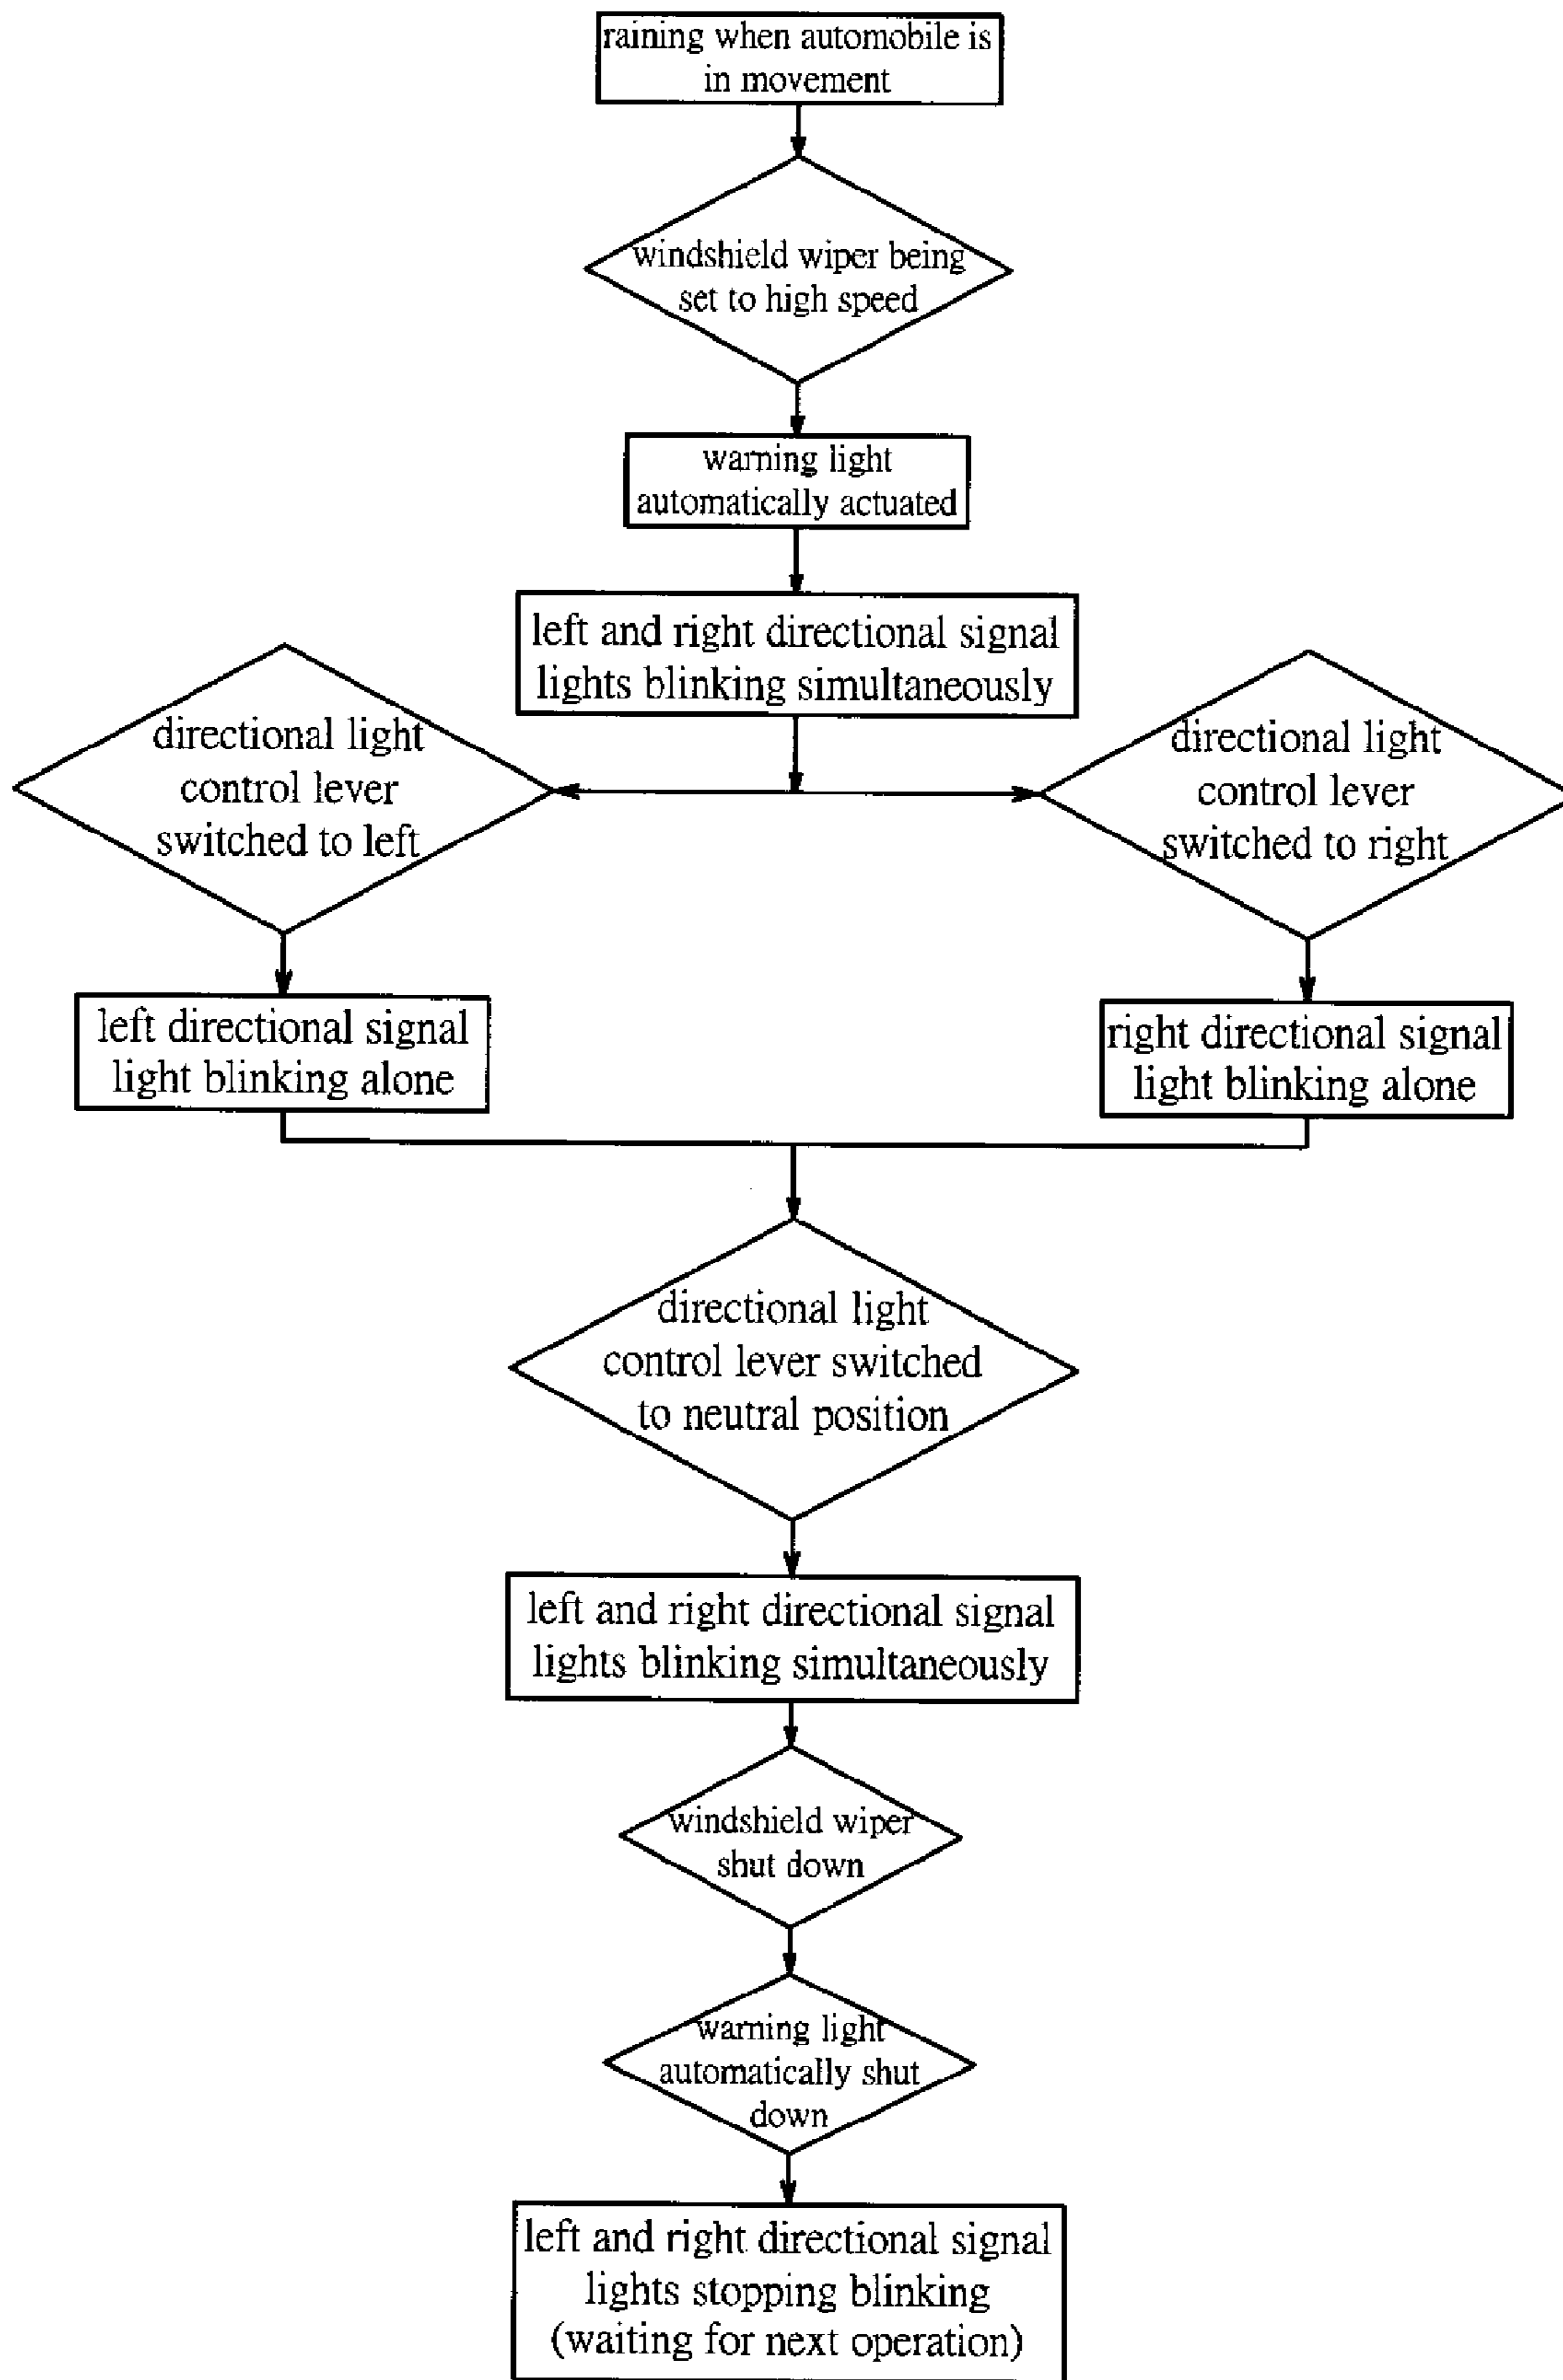 raining when automobile is
in movement
windshield wiper being
set to high speed
warning light
automatically actuated
left and right directional signal
lights blinking simultaneously
directional light
control lever
switched to left
directional light
control lever
switched to right
left directional signal
light blinking alone
right directional signal
light blinking alone
directional light
control lever switched
to neutral position
left and right directional signal
lights blinking simultaneously
windshield wiper
shut down
warning light
automatically shut
down
left and right directional signal
lights stopping blinking
(waiting for next operation)